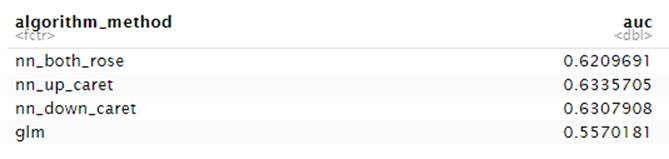 algorithm_method auc
<fctr> <dbl>
nn_both_rose 0.6209691
nn_up_caret 0.6335705
nn_down_caret 0.6307908
glm 0.5570181